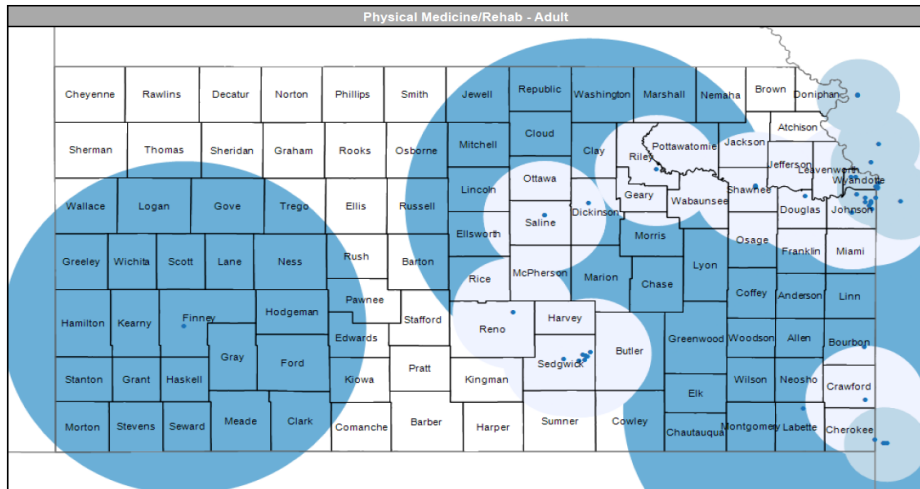 Physical Medicine/Rehab - Adult
Cheyenne Rawlins Decatur Norton Phillips Smith Jewell Republic Washington Marshall Nemaha Brown Doniphan
Sherman Thomas Sheridan Graham Rooks Osborne Mitchell Cloud Clay Riley Pottawatomie Jackson Atchison
Jefferson Leavenworth Wyandotte
Wallace Logan Gove Trego Ellis Russell Lincoln Ottawa Geary Wabaunsee Shawnee Douglas Johnson
Saline Dickinson
Greeley Wichita Scott Lane Ness Rush Barton Ellsworth Morris Osage Franklin Miami
Rice McPherson Marion Chase Lyon Coffey Anderson Linn
Hamilton Kearny Finney Hodgeman Pawnee Stafford Reno Harvey
Edwards Sedgwick Butler Greenwood Woodson Allen Bourbon
Gray Ford
Stanton Grant Haskell Kiowa Pratt Kingman Elk Wilson Neosho Crawford
Morton Stevens Seward Meade Clark Comanche Barber Harper Sumner Cowley Chautauqua Montgomery Labette Cherokee